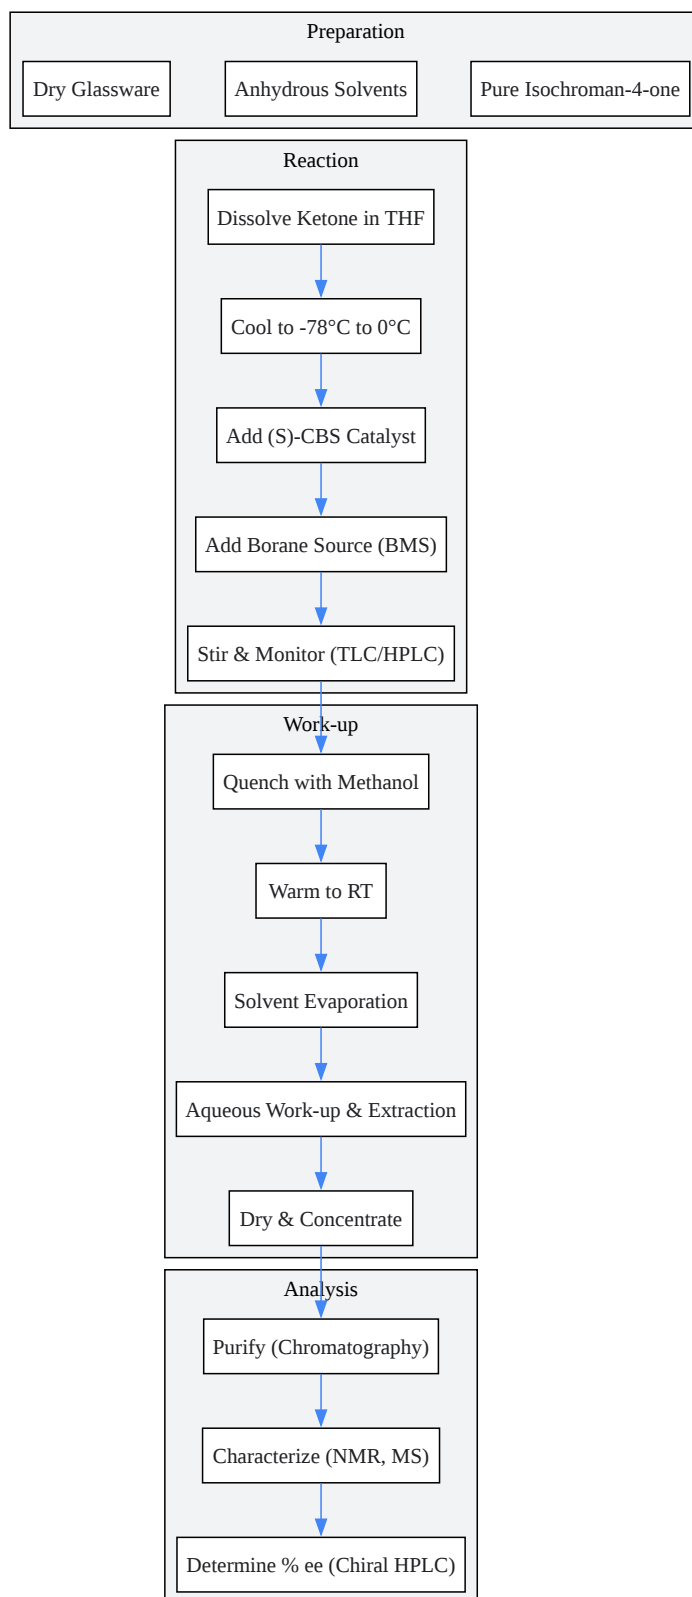 Preparation
Dry Glassware
Anhydrous Solvents
Pure Isochroman-4-one
Reaction
Dissolve Ketone in THF
Cool to -78°C to 0°C
Add (S)-CBS Catalyst
Add Borane Source (BMS)
Stir & Monitor (TLC/HPLC)
Work-up
Quench with Methanol
Warm to RT
Solvent Evaporation
Aqueous Work-up & Extraction
Dry & Concentrate
Analysis
Purify (Chromatography)
Characterize (NMR, MS)
Determine % ee (Chiral HPLC)